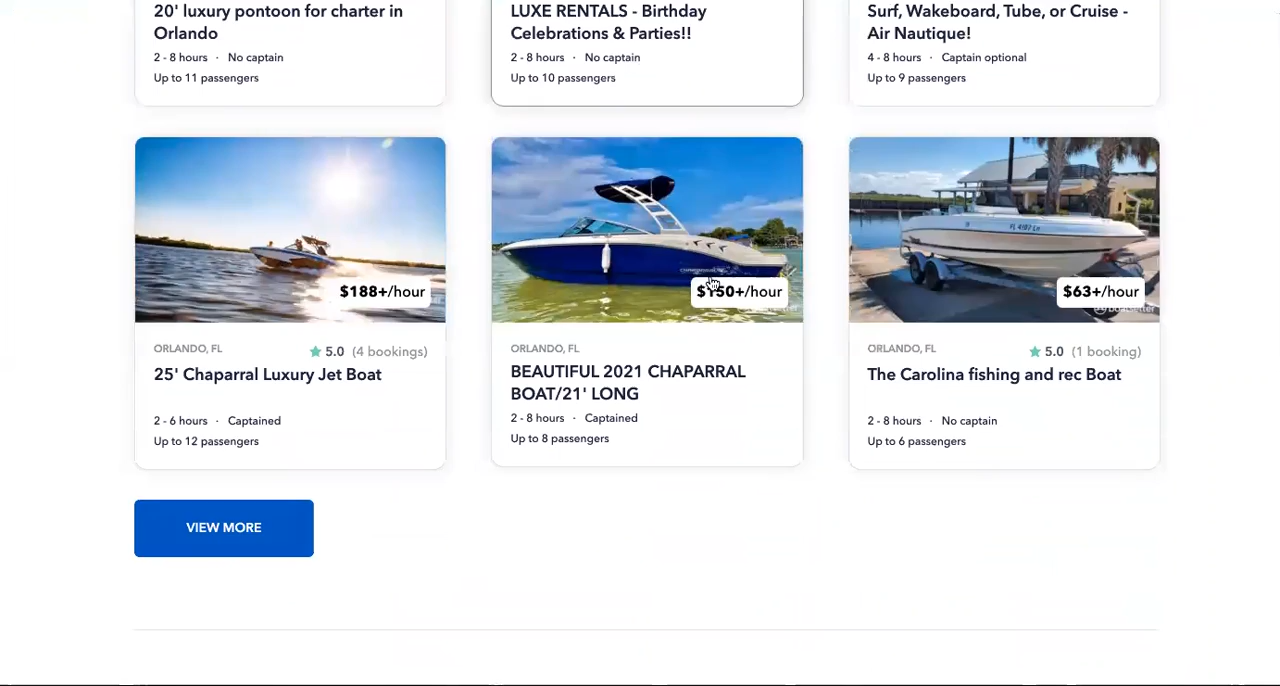 20' luxury pontoon for charter in
Orlando
2 - 8 hours · No captain
Up to 11 passengers
LUXE RENTALS - Birthday
Celebrations & Parties!!
2 - 8 hours · No captain
Up to 10 passengers
Surf, Wakeboard, Tube, or Cruise -
Air Nautique!
4 - 8 hours · Captain optional
Up to 9 passengers
$188+/hour
ORLANDO, FL
5.0 (4 bookings)
25' Chaparral Luxury Jet Boat
2 - 6 hours · Captained
Up to 12 passengers
$150+/hour
ORLANDO, FL
BEAUTIFUL 2021 CHAPARRAL
BOAT/21' LONG
2 - 8 hours · Captained
Up to 8 passengers
$63+/hour
ORLANDO, FL
5.0 (1 booking)
The Carolina fishing and rec Boat
2 - 8 hours · No captain
Up to 6 passengers
VIEW MORE